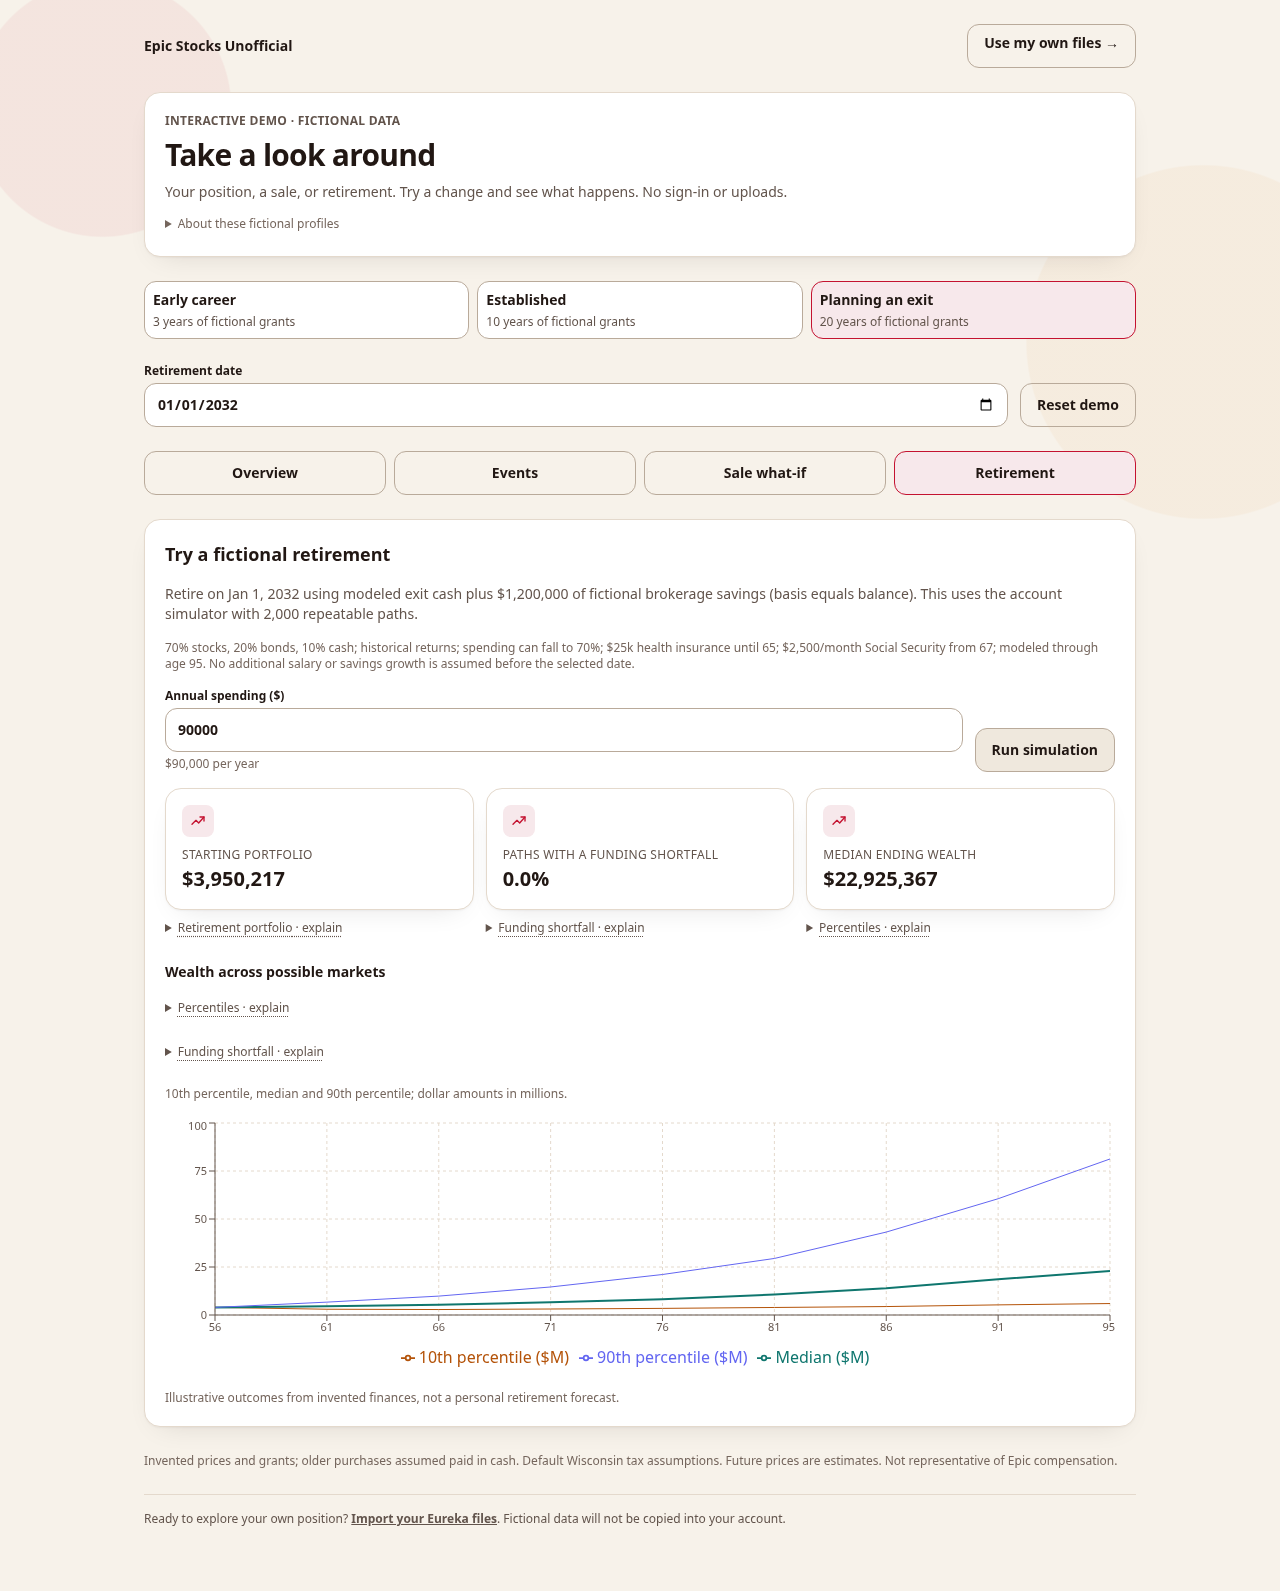 Epic Stocks Unofficial
Use my own files →
INTERACTIVE DEMO · FICTIONAL DATA
Take a look around
Your position, a sale, or retirement. Try a change and see what happens. No sign-in or uploads.
About these fictional profiles
Early career
3 years of fictional grants
Established
10 years of fictional grants
Planning an exit
20 years of fictional grants
Retirement date
01/01/2032
Reset demo
Overview
Events
Sale what-if
Retirement
Try a fictional retirement
Retire on Jan 1, 2032 using modeled exit cash plus $1,200,000 of fictional brokerage savings (basis equals balance). This uses the account
simulator with 2,000 repeatable paths.
70% stocks, 20% bonds, 10% cash; historical returns; spending can fall to 70%; $25k health insurance until 65; $2,500/month Social Security from 67; modeled through
age 95. No additional salary or savings growth is assumed before the selected date.
Annual spending ($)
90000
$90,000 per year
Run simulation
STARTING PORTFOLIO
$3,950,217
PATHS WITH A FUNDING SHORTFALL
0.0%
MEDIAN ENDING WEALTH
$22,925,367
Retirement portfolio · explain
Funding shortfall · explain
Percentiles · explain
Wealth across possible markets
Percentiles · explain
Funding shortfall · explain
10th percentile, median and 90th percentile; dollar amounts in millions.
100
75
50
25
0
56 61 66 71 76 81 86 91 95
10th percentile ($M) 90th percentile ($M) Median ($M)
Illustrative outcomes from invented finances, not a personal retirement forecast.
Invented prices and grants; older purchases assumed paid in cash. Default Wisconsin tax assumptions. Future prices are estimates. Not representative of Epic compensation.
Ready to explore your own position? Import your Eureka files. Fictional data will not be copied into your account.